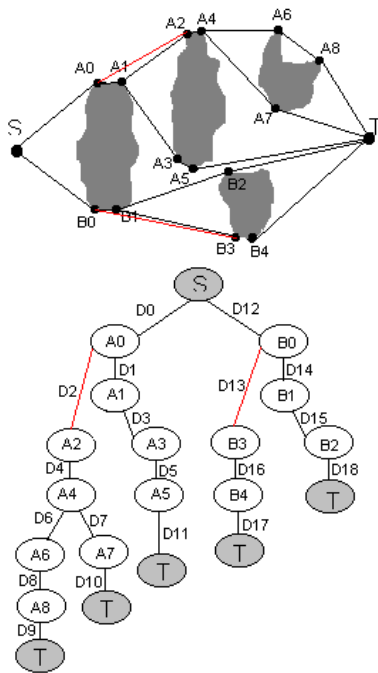 A2 A4 A6
A0 A1 A8
S A7 T
A3
A5
B2
B0 B1
B3 B4
S
D0 D12
A0 B0
D2 D1 D13 D14
A1 B1
D3 D15
A2 A3 B3 B2
D4 D5 D16 D18
A4 A5 B4 T
D6 D7 D11 D17
A6 A7 T T
D8 D10
A8 T
D9
T